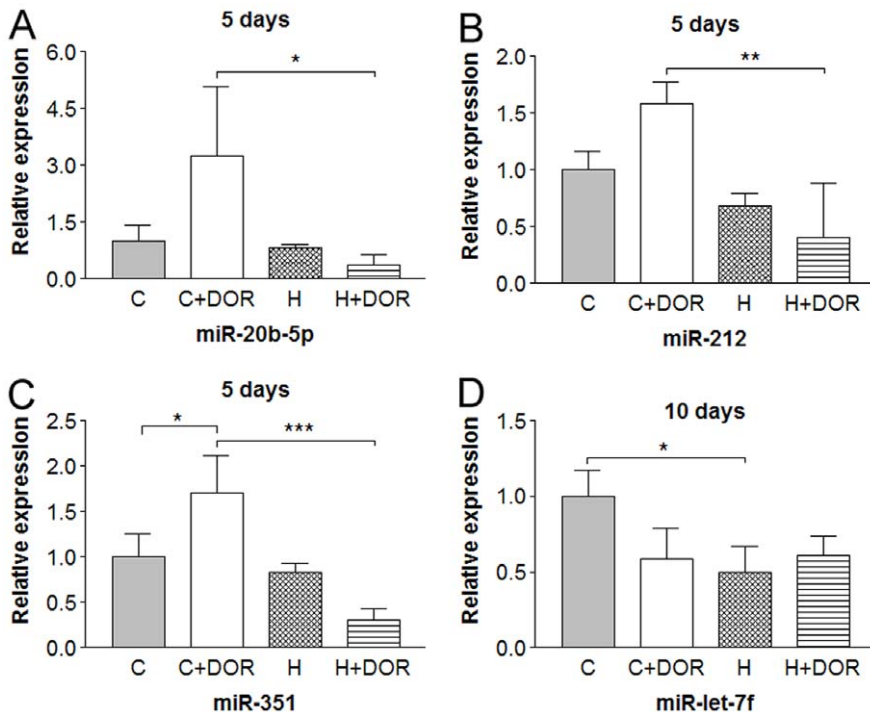 A
5 days
Relative expression
6.0
4.5
3.0
1.5
0.0
*
C C+DOR H H+DOR
miR-20b-5p
B
5 days
Relative expression
2.0
1.5
1.0
0.5
0.0
**
C C+DOR H H+DOR
miR-212
C
5 days
Relative expression
2.5
2.0
1.5
1.0
0.5
0.0
*
***
C C+DOR H H+DOR
miR-351
D
10 days
Relative expression
1.5
1.0
0.5
0.0
*
C C+DOR H H+DOR
miR-let-7f